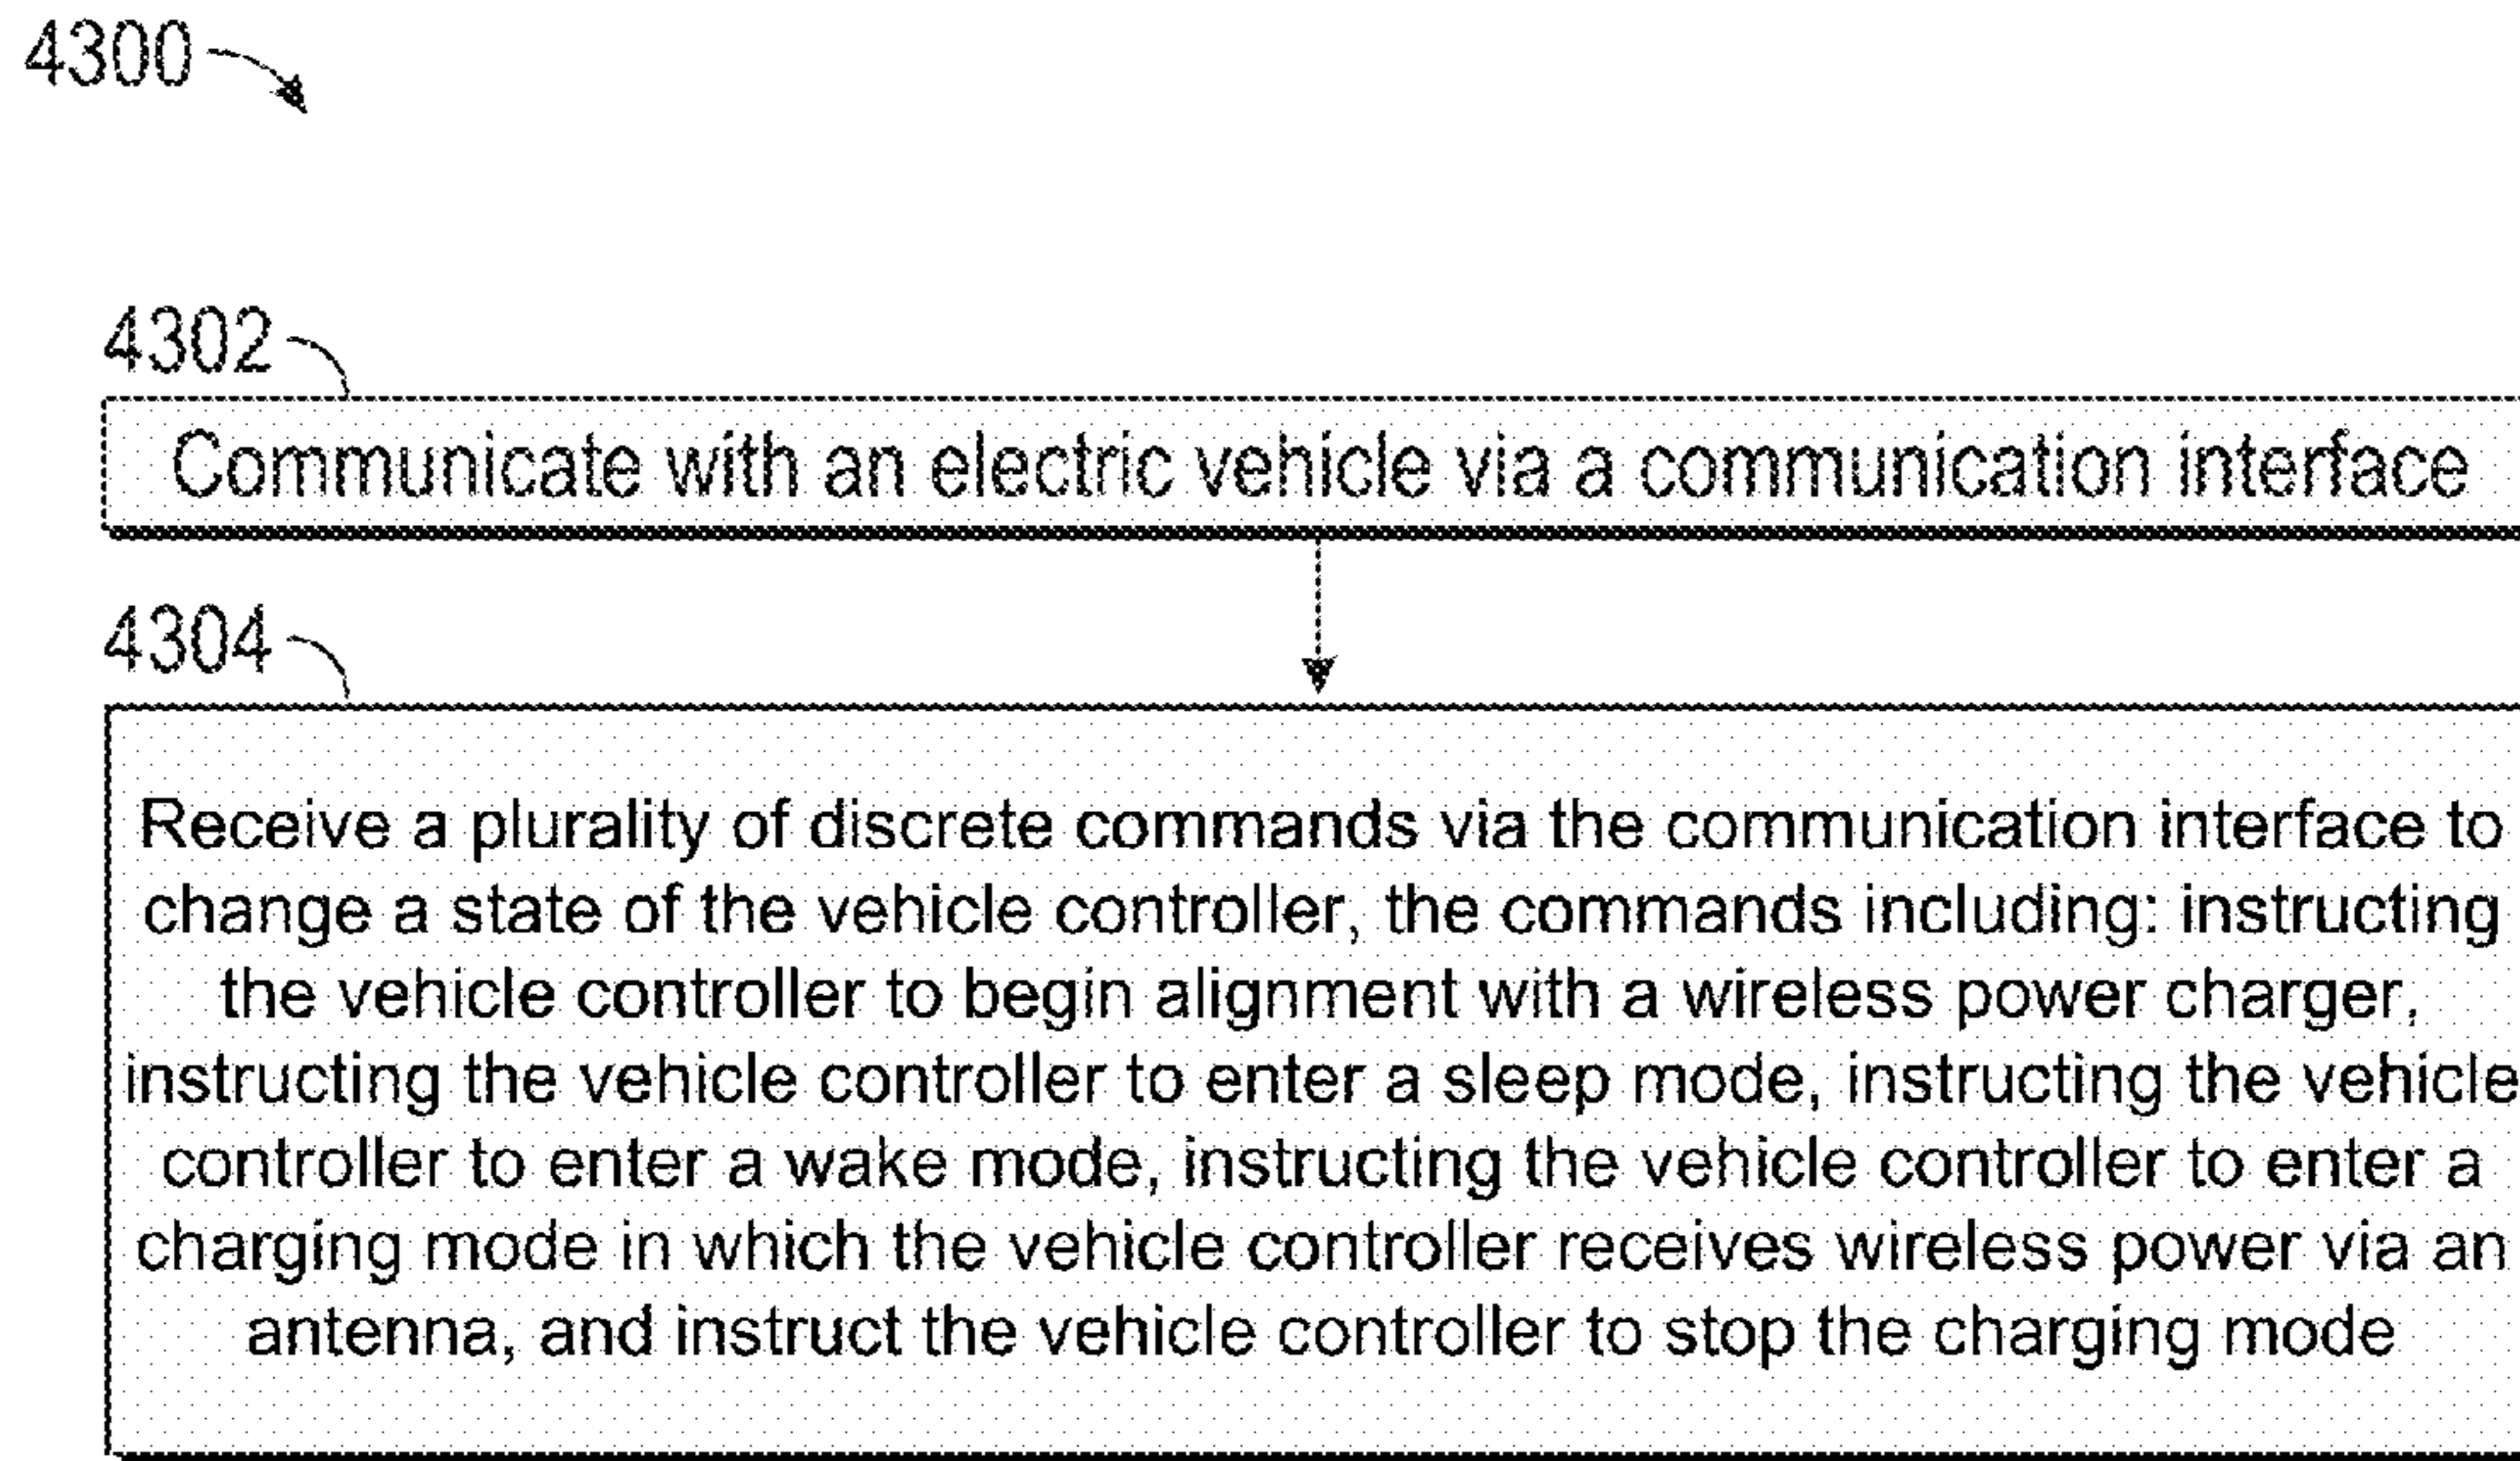 4300
4302
Communicate with an electric vehicle via a communication interface
4304
Receive a plurality of discrete commands via the communication interface to
change a state of the vehicle controller, the commands including: instructing
the vehicle controller to begin alignment with a wireless power charger,
instructing the vehicle controller to enter a sleep mode, instructing the vehicle
controller to enter a wake mode, instructing the vehicle controller to enter a
charging mode in which the vehicle controller receives wireless power via an
antenna, and instruct the vehicle controller to stop the charging mode